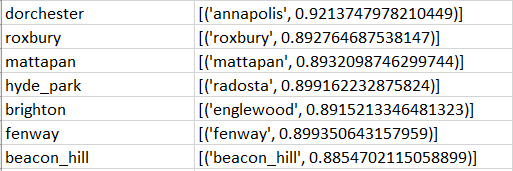 dorchester [('annapolis', 0.9213747978210449)]
roxbury [('roxbury', 0.892764687538147)]
mattapan [('mattapan', 0.8932098746299744)]
hyde_park [('radosta', 0.899162232875824)]
brighton [('englewood', 0.8915213346481323)]
fenway [('fenway', 0.899350643157959)]
beacon_hill [('beacon_hill', 0.8854702115058899)]